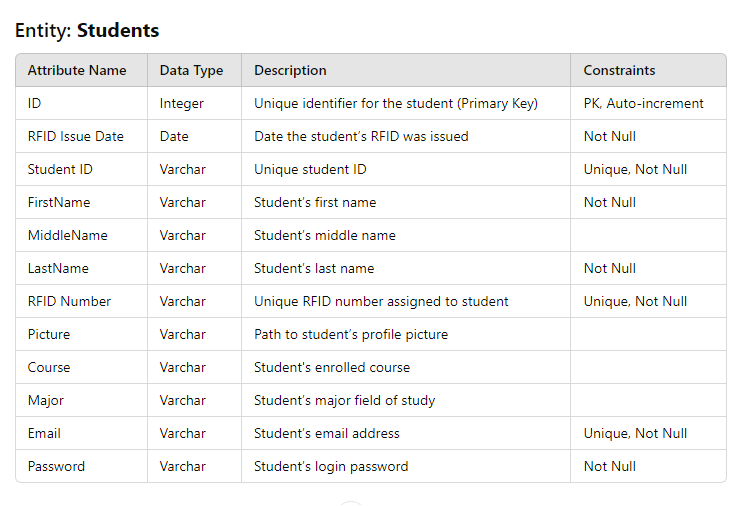 Entity: Students
Attribute Name Data Type Description Constraints
ID Integer Unique identifier for the student (Primary Key) PK, Auto-increment
RFID Issue Date Date Date the student’s RFID was issued Not Null
Student ID Varchar Unique student ID Unique, Not Null
FirstName Varchar Student’s first name Not Null
MiddleName Varchar Student’s middle name
LastName Varchar Student’s last name Not Null
RFID Number Varchar Unique RFID number assigned to student Unique, Not Null
Picture Varchar Path to student’s profile picture
Course Varchar Student's enrolled course
Major Varchar Student’s major field of study
Email Varchar Student’s email address Unique, Not Null
Password Varchar Student’s login password Not Null